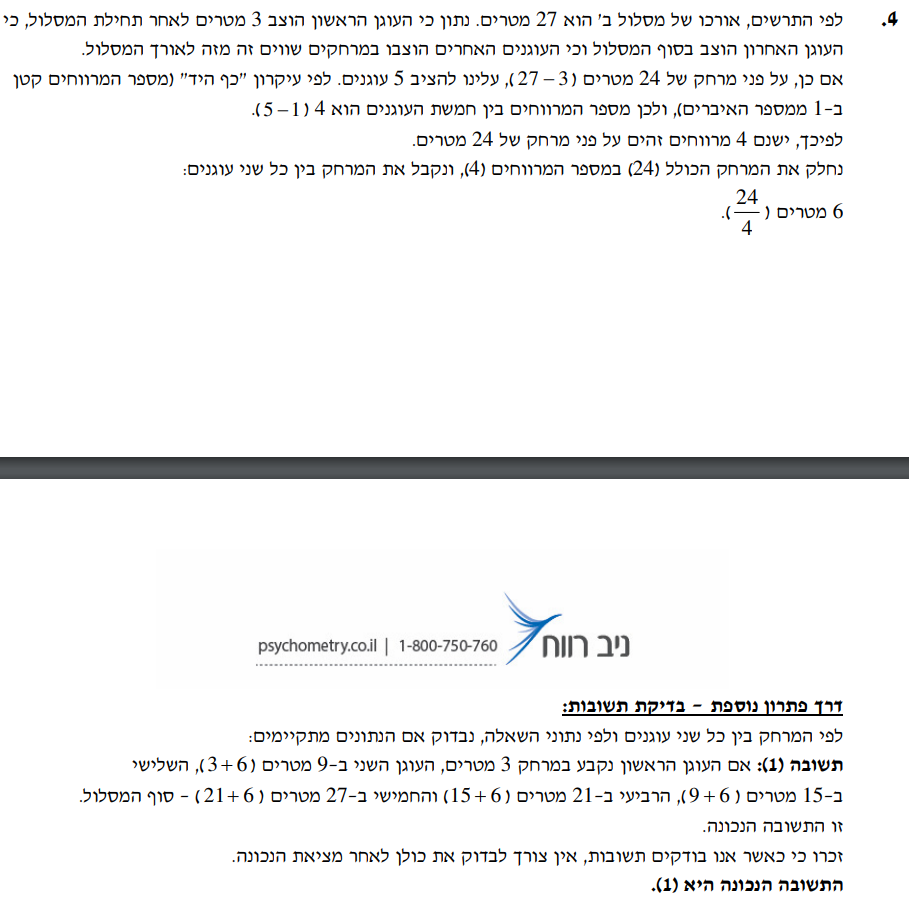 4. לפי התרשים, אורכו של מסלול ב' הוא 27 מטרים. נתון כי העוגן הראשון הוצב 3 מטרים לאחר תחילת המסלול, כי
העוגן האחרון הוצב בסוף המסלול וכי העוגנים האחרים הוצבו במרחקים שווים זה מזה לאורך המסלול.
אם כן, על פני מרחק של 24 מטרים (27 – 3), עלינו להציב 5 עוגנים. לפי עיקרון "כף היד" (מספר המרווחים קטן
ב-1 ממספר האיברים), ולכן מספר המרווחים בין חמשת העוגנים הוא 4 (5 – 1).
לפיכך, ישנם 4 מרווחים זהים על פני מרחק של 24 מטרים.
נחלק את המרחק הכולל (24) במספר המרווחים (4), ונקבל את המרחק בין כל שני עוגנים:
6 מטרים (24/4).
ניב רווח
psychometry.co.il | 1-800-750-760
דרך פתרון נוספת - בדיקת תשובות:
לפי המרחק בין כל שני עוגנים ולפי נתוני השאלה, נבדוק אם הנתונים מתקיימים:
תשובה (1): אם העוגן הראשון נקבע במרחק 3 מטרים, העוגן השני ב-9 מטרים (3+6), השלישי
ב-15 מטרים (9+6), הרביעי ב-21 מטרים (15+6) והחמישי ב-27 מטרים (21+6) - סוף המסלול.
זו התשובה הנכונה.
זכרו כי כאשר אנו בודקים תשובות, אין צורך לבדוק את כולן לאחר מציאת הנכונה.
התשובה הנכונה היא (1).